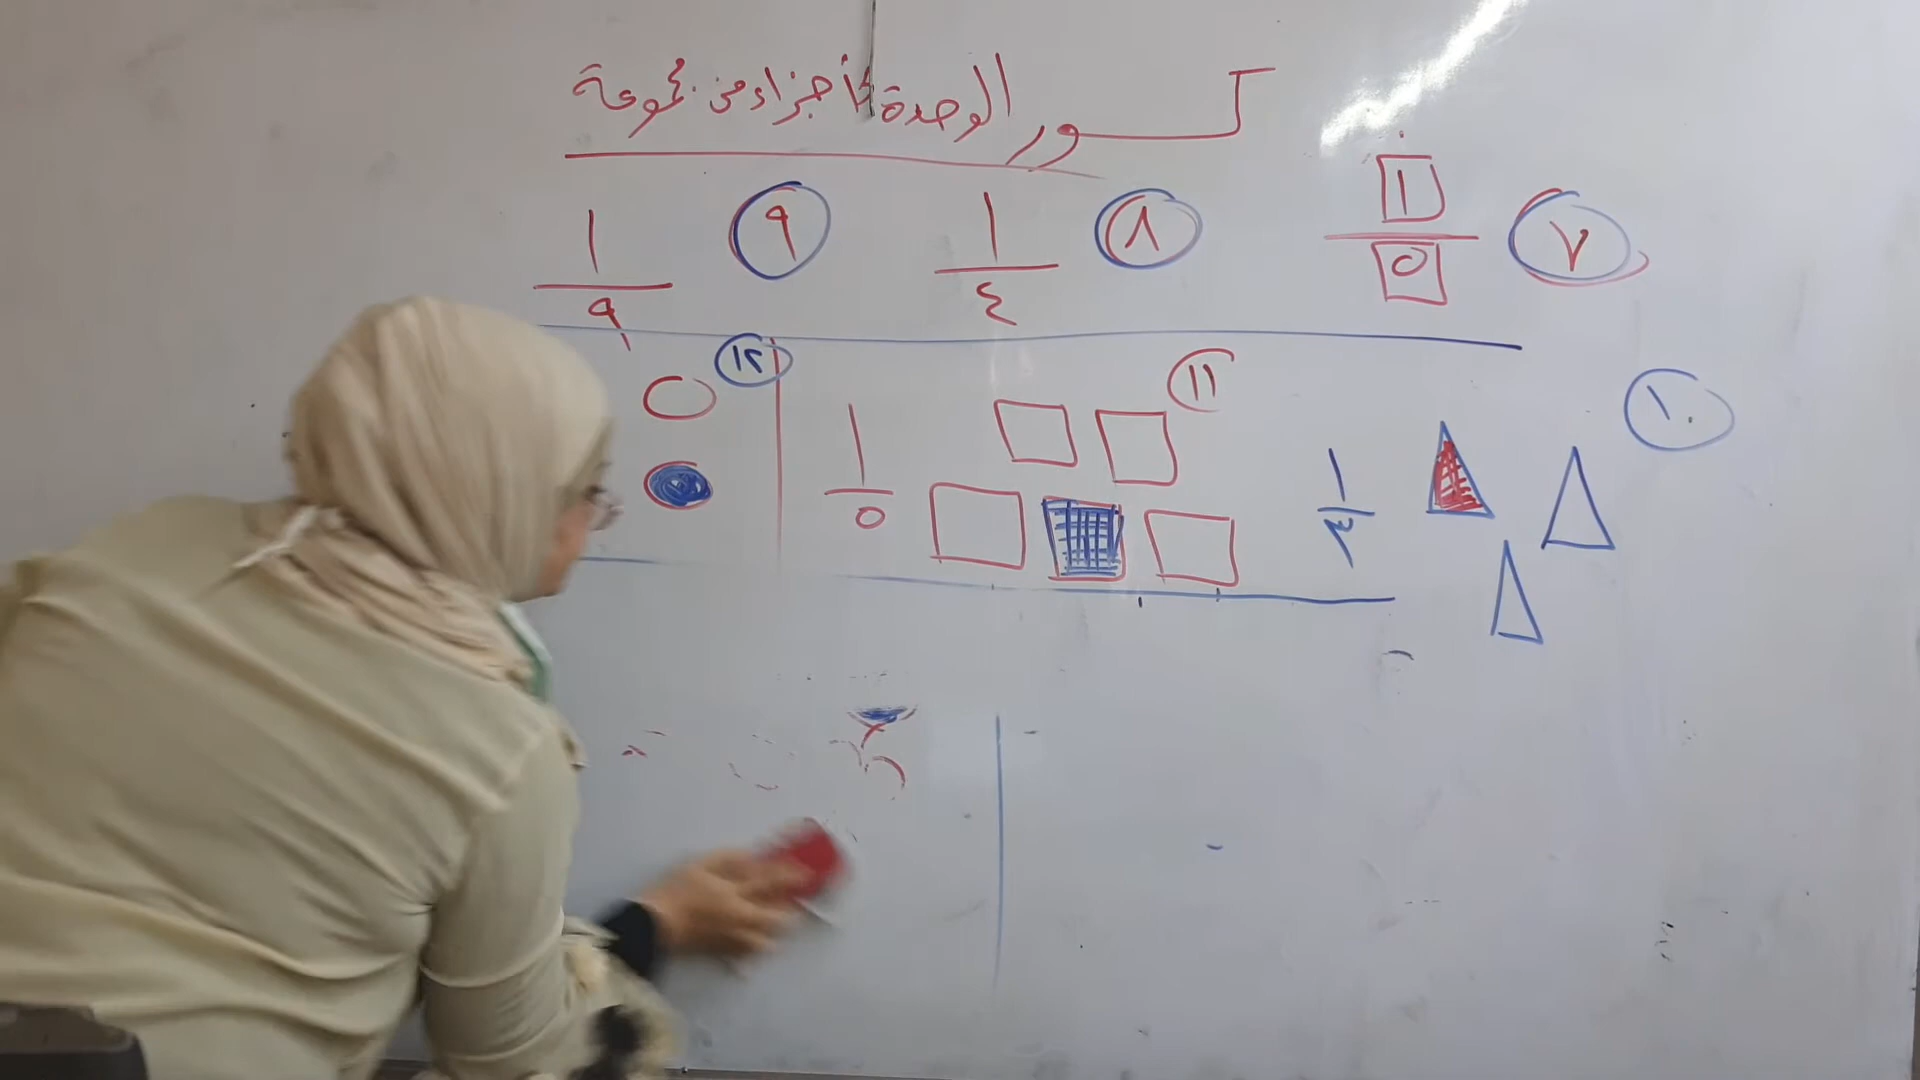 كسور الوحدة كأجزاء من مجموعة
٧ ١/٥ ٨ ١/٤ ٩ ١/٩
١٠ ١/٣ ١١ ١/٥ ١٢